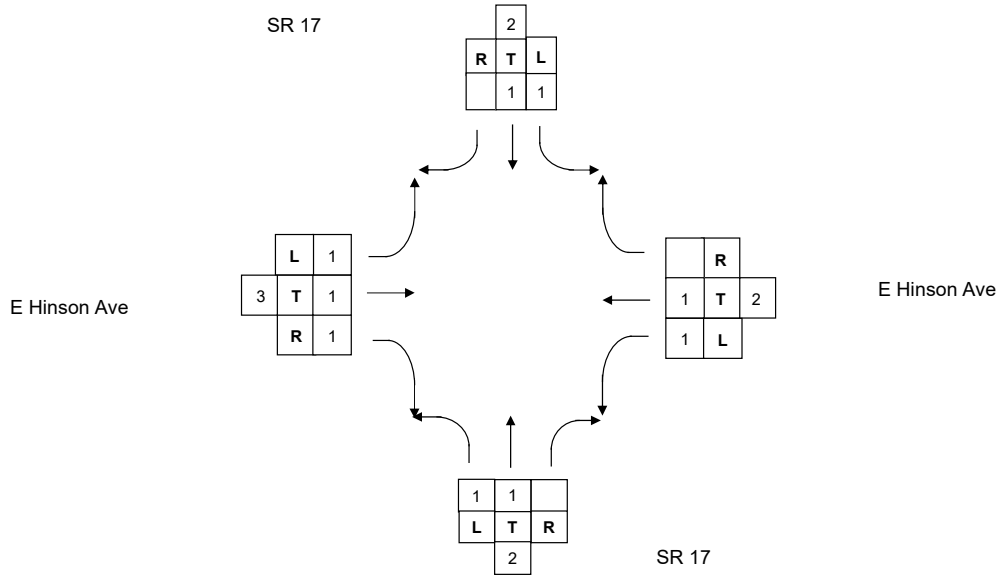 SR 17
2
R T L
1 1
L 1
3 T 1
R 1
E Hinson Ave
R
1 T 2
1 L
E Hinson Ave
1 1
L T R
2
SR 17